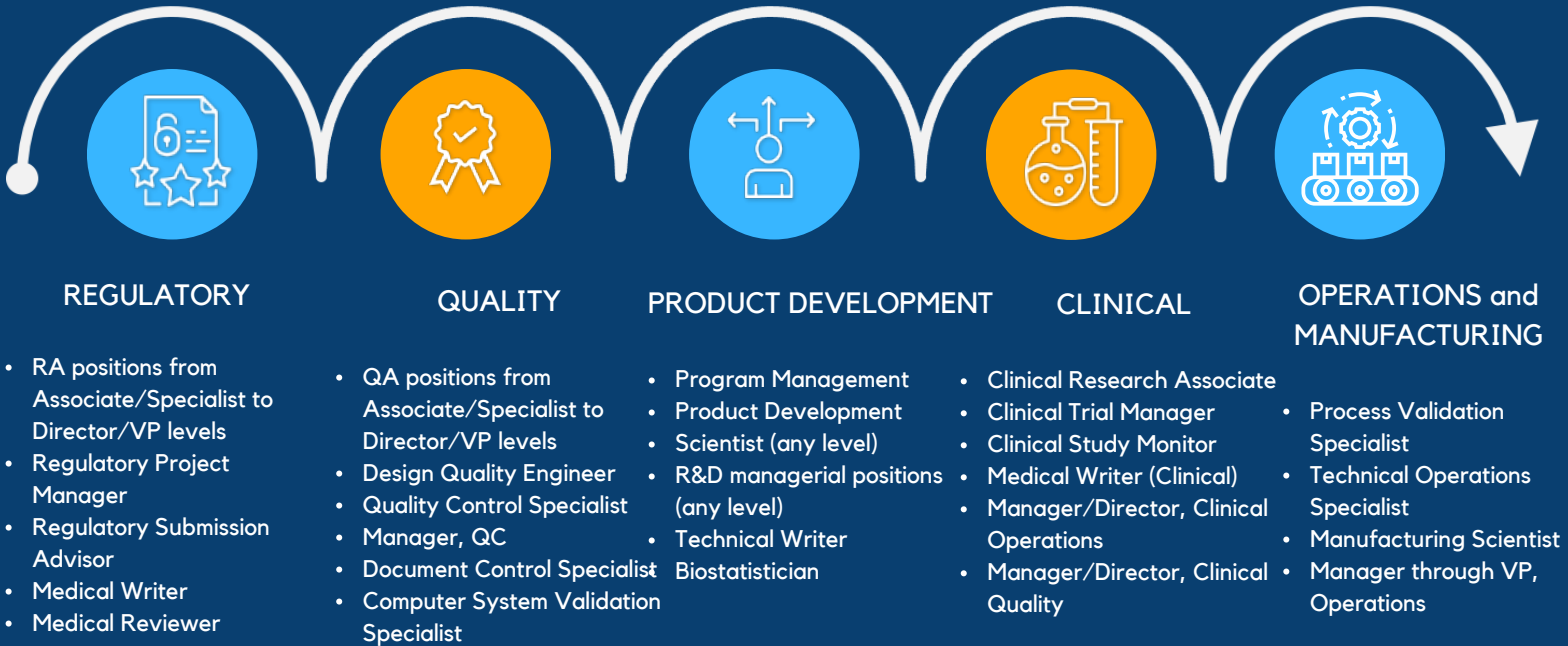 REGULATORY
• RA positions from
Associate/Specialist to
Director/VP levels
• Regulatory Project
Manager
• Regulatory Submission
Advisor
• Medical Writer
• Medical Reviewer
QUALITY
• QA positions from
Associate/Specialist to
Director/VP levels
• Design Quality Engineer
• Quality Control Specialist
• Manager, QC
• Document Control Specialist
• Computer System Validation
Specialist
PRODUCT DEVELOPMENT
• Program Management
• Product Development
• Scientist (any level)
• R&D managerial positions
(any level)
• Technical Writer
• Biostatistician
CLINICAL
• Clinical Research Associate
• Clinical Trial Manager
• Clinical Study Monitor
• Medical Writer (Clinical)
• Manager/Director, Clinical
Operations
• Manager/Director, Clinical
Quality
OPERATIONS and
MANUFACTURING
• Process Validation
Specialist
• Technical Operations
Specialist
• Manufacturing Scientist
• Manager through VP,
Operations